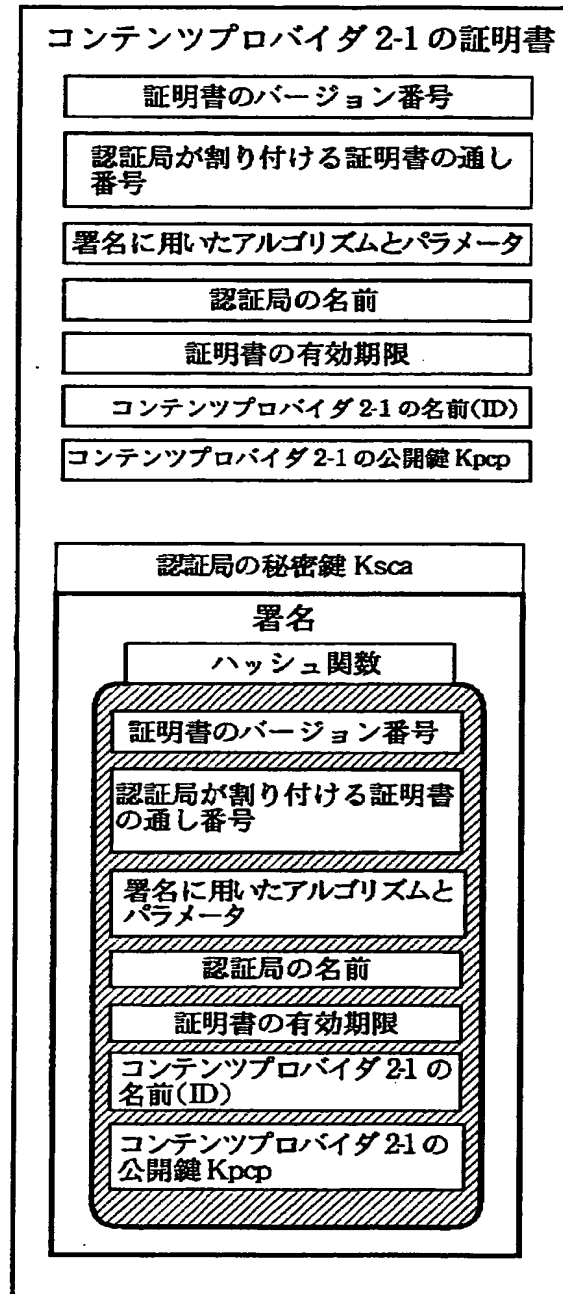 コンテンツプロバイダ 2-1 の証明書
証明書のバージョン番号
認証局が割り付ける証明書の通し
番号
署名に用いたアルゴリズムとパラメータ
認証局の名前
証明書の有効期限
コンテンツプロバイダ 2-1 の名前(ID)
コンテンツプロバイダ 2-1 の公開鍵 Kpcp
認証局の秘密鍵 Ksca
署名
ハッシュ関数
証明書のバージョン番号
認証局が割り付ける証明書
の通し番号
署名に用いたアルゴリズムと
パラメータ
認証局の名前
証明書の有効期限
コンテンツプロバイダ 2-1 の
名前(ID)
コンテンツプロバイダ 2-1 の
公開鍵 Kpcp